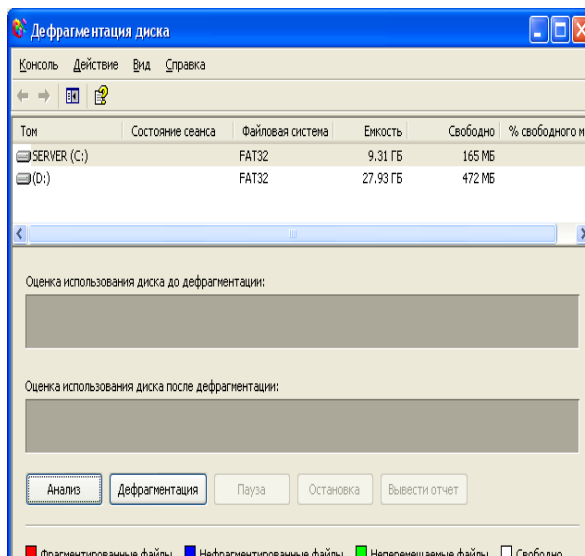 Дефрагментация диска
Консоль Действие Вид Справка
Том Состояние сеанса Файловая система Емкость Свободно % свободного м
SERVER (C:) FAT32 9.31 ГБ 165 МБ
(D:) FAT32 27.93 ГБ 472 МБ
Оценка использования диска до дефрагментации:
Оценка использования диска после дефрагментации:
Анализ Дефрагментация Пауза Остановка Вывести отчет
Фрагментированные файлы Нефрагментированные файлы Неперемещаемые файлы Свободно